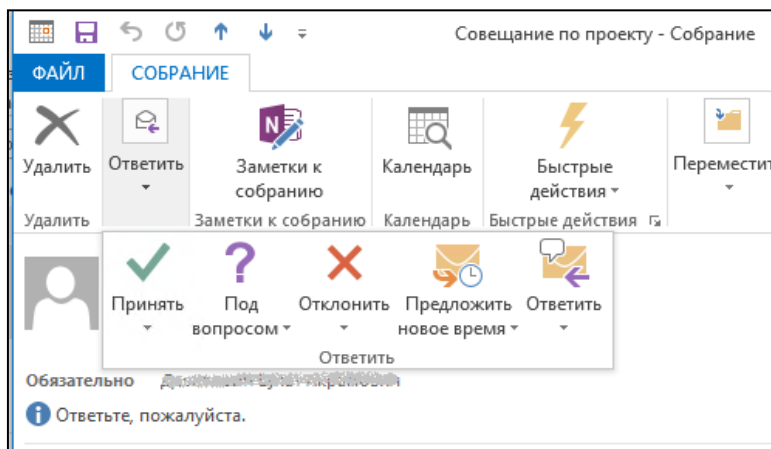 Совещание по проекту - Собрание
ФАЙЛ СОБРАНИЕ
Удалить Ответить Заметки к собранию Календарь Быстрые действия Переместит
Удалить Заметки к собранию Календарь Быстрые действия
Принять Под вопросом Отклонить Предложить новое время Ответить
Ответить
Обязательно
Ответьте, пожалуйста.